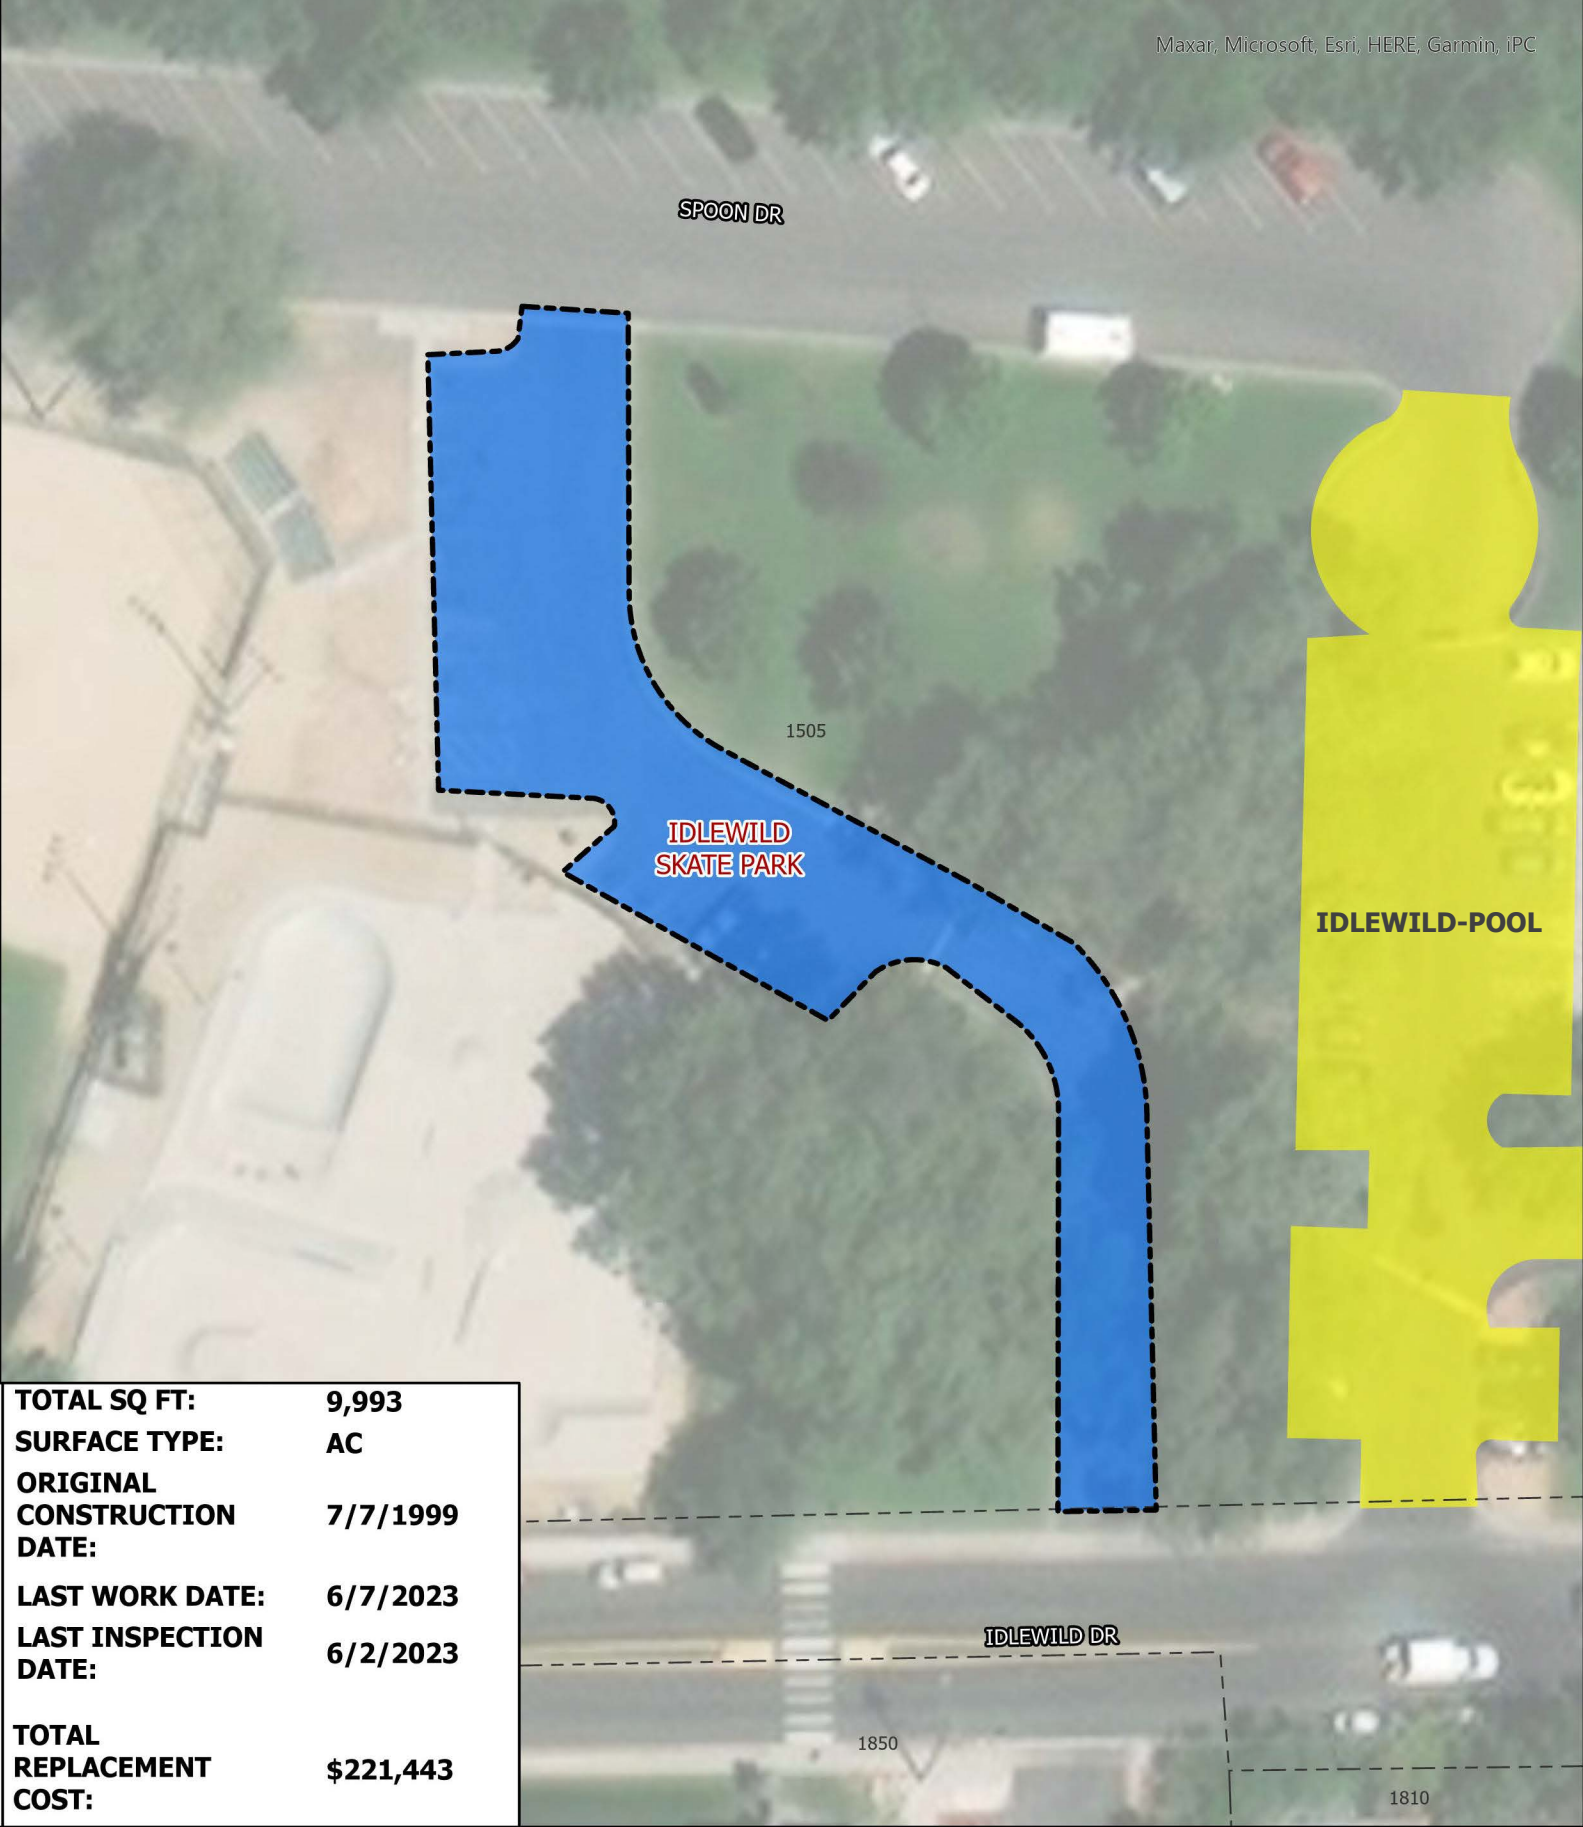 Maxar, Microsoft, Esri, HERE, Garmin, iPC
SPOON DR
1505
IDLEWILD
SKATE PARK
IDLEWILD-POOL
TOTAL SQ FT: 9,993
SURFACE TYPE: AC
ORIGINAL
CONSTRUCTION
DATE: 7/7/1999
LAST WORK DATE: 6/7/2023
LAST INSPECTION
DATE: 6/2/2023
TOTAL
REPLACEMENT
COST: $221,443
IDLEWILD DR
1850
1810